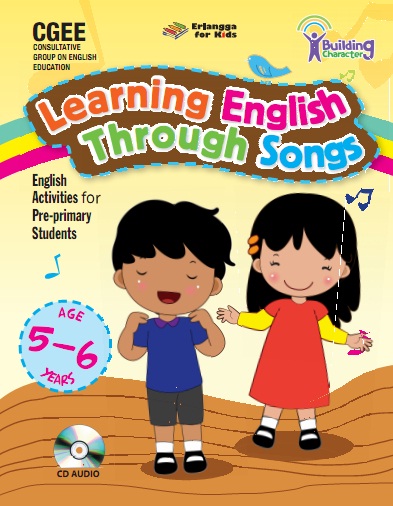 CGEE
CONSULTATIVE
GROUP ON ENGLISH
EDUCATION
Erlangga
for Kids
Building
Character
Learning English
Through Songs
English
Activities for
Pre-primary
Students
AGE
5-6
YEARS
CD AUDIO